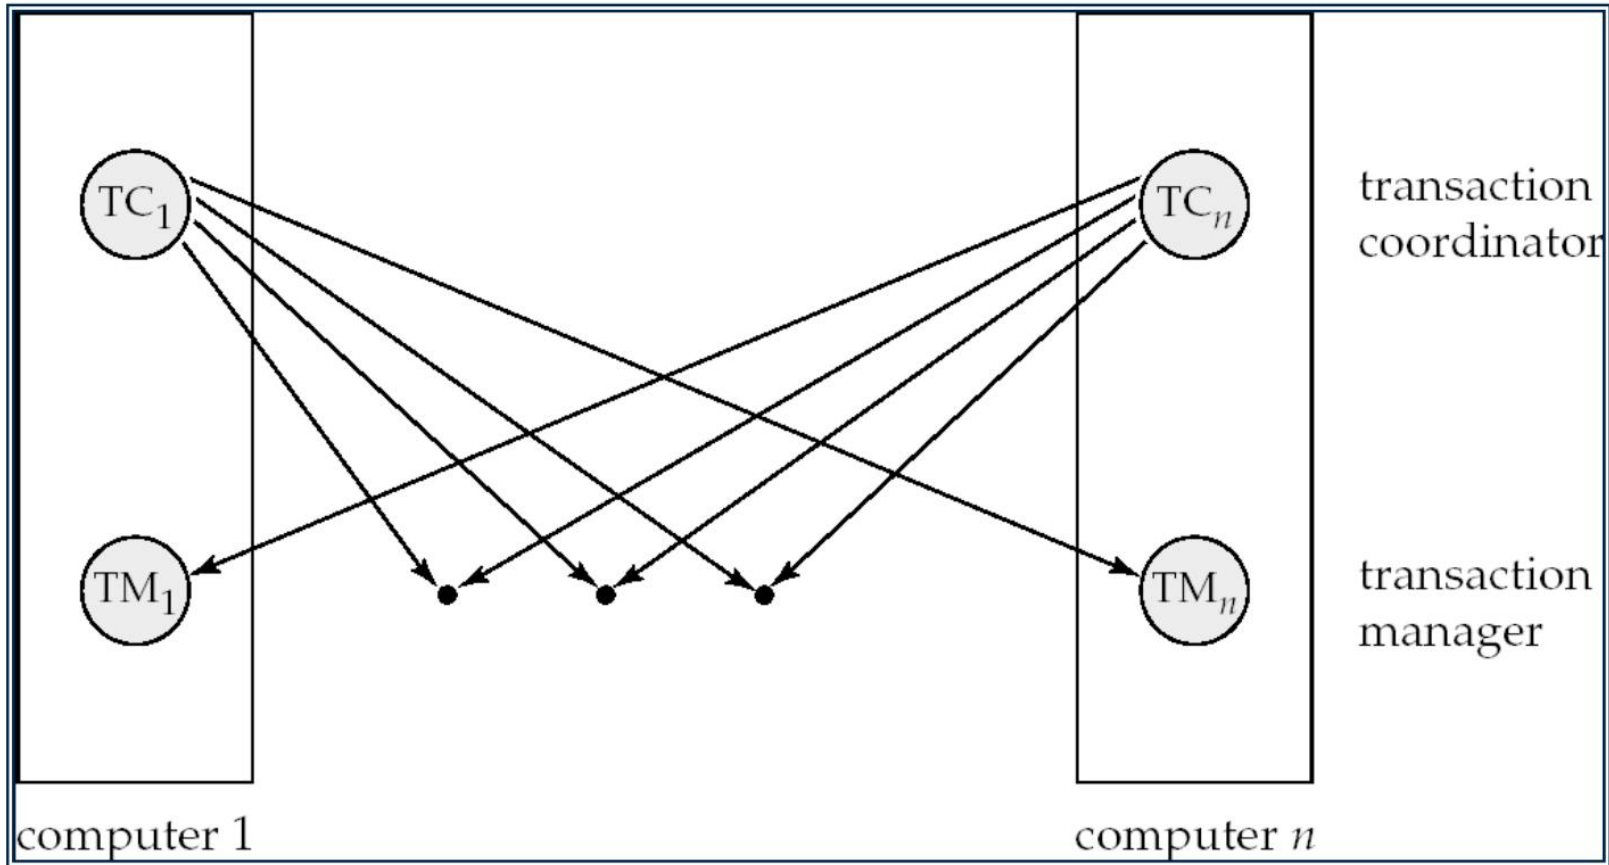 TC1
TCn
transaction
coordinator
TM1
TMn
transaction
manager
computer 1
computer n